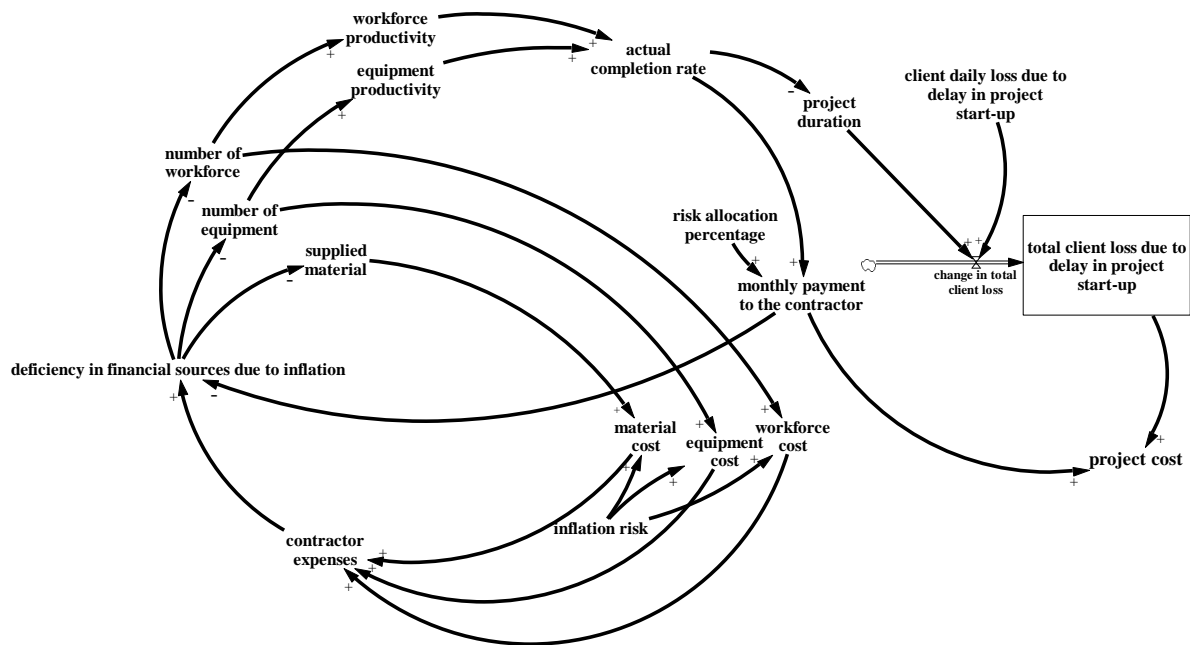 workforce
productivity
+
equipment
productivity
+
+
+
actual
completion rate
-
project
duration
client daily loss due to
delay in project
start-up
number of
workforce
-
number of
equipment
-
supplied
material
-
risk allocation
percentage
+
+
monthly payment
to the contractor
+ +
change in total
client loss
total client loss due to
delay in project
start-up
deficiency in financial sources due to inflation
+
-
+
material
cost
+
+
equipment
cost
+
+
workforce
cost
+
inflation risk
+
project cost
+
contractor
expenses
+
+
+